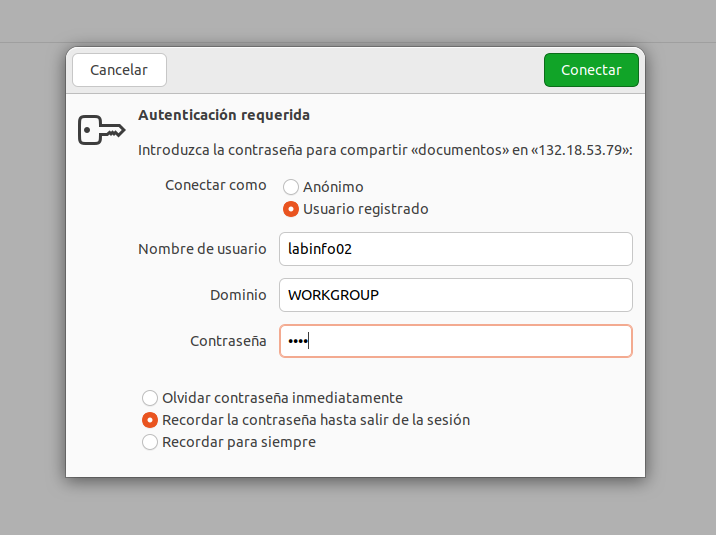 Cancelar
Conectar
Autenticación requerida
Introduzca la contraseña para compartir «documentos» en «132.18.53.79»:
Conectar como
Anónimo
Usuario registrado
Nombre de usuario
labinfo02
Dominio
WORKGROUP
Contraseña
••••
Olvidar contraseña inmediatamente
Recordar la contraseña hasta salir de la sesión
Recordar para siempre